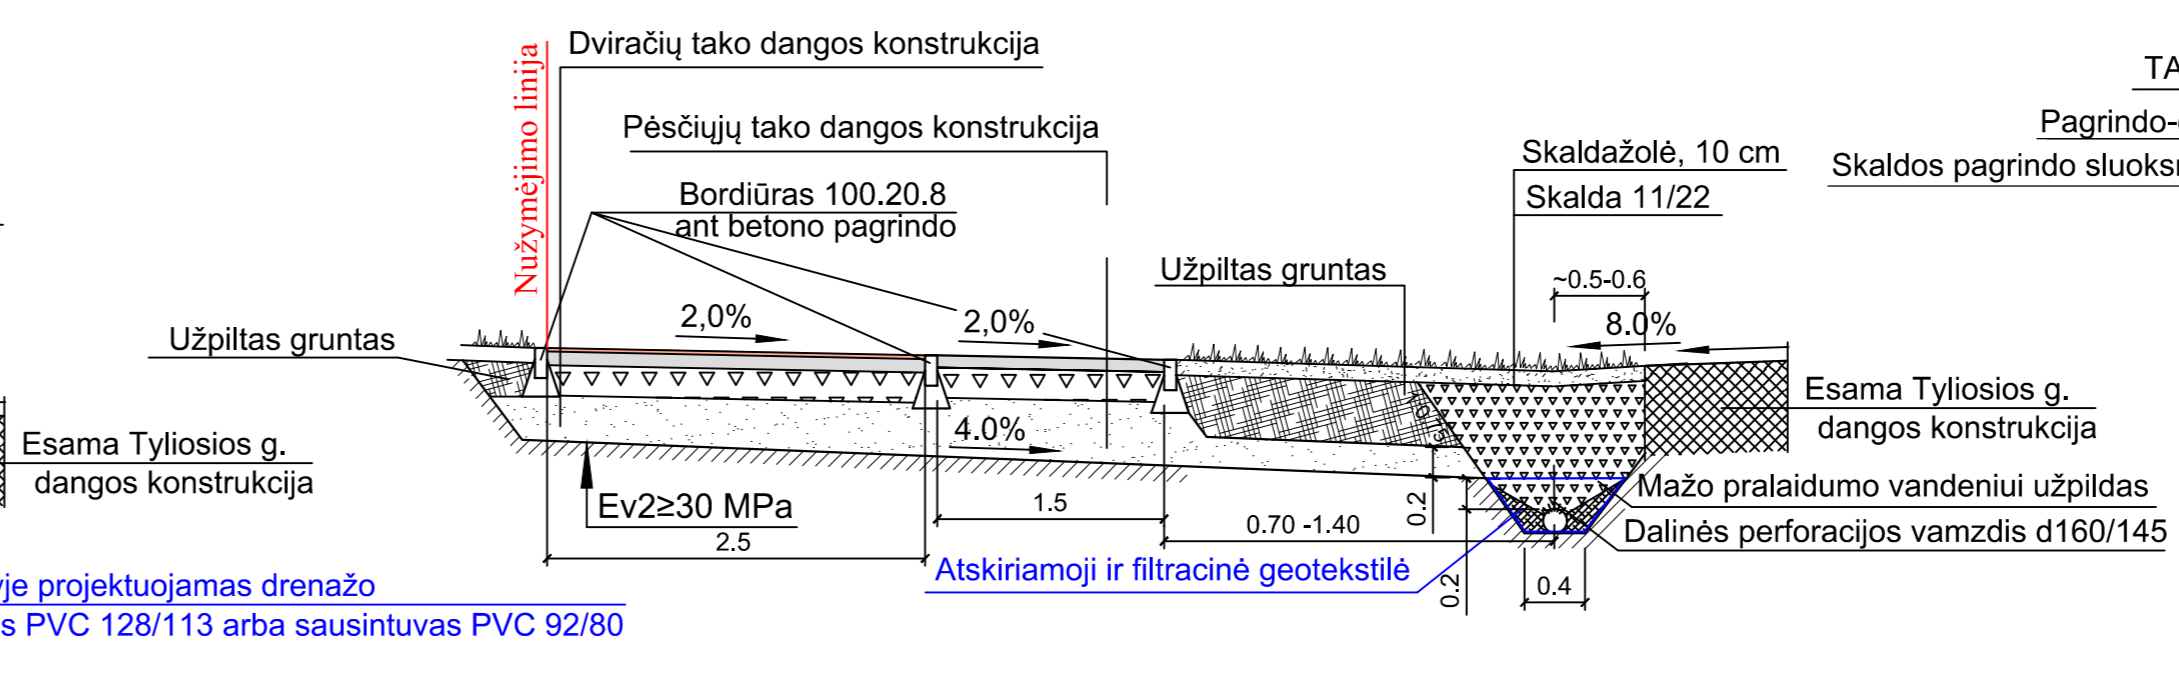 Dviračių tako dangos konstrukcija
Nužymėjimo linija
TA
Pėsčiųjų tako dangos konstrukcija
Pagrindo-
Skaldažolė, 10 cm
Skaldos pagrindo sluoksn
Bordiūras 100.20.8
ant betono pagrindo
Skalda 11/22
Užpiltas gruntas
~0.5-0.6
2,0%
2,0%
8.0%
Užpiltas gruntas
Esama Tyliosios g.
dangos konstrukcija
Esama Tyliosios g.
dangos konstrukcija
4.0%
Ev2≥30 MPa
1.5
0.2
Mažo pralaidumo vandeniui užpildas
0.70 -1.40
Dalinės perforacijos vamzdis d160/145
2.5
Atskiriamoji ir filtracinė geotekstilė
0.2
0.4
yje projektuojamas drenažo
s PVC 128/113 arba sausintuvas PVC 92/80